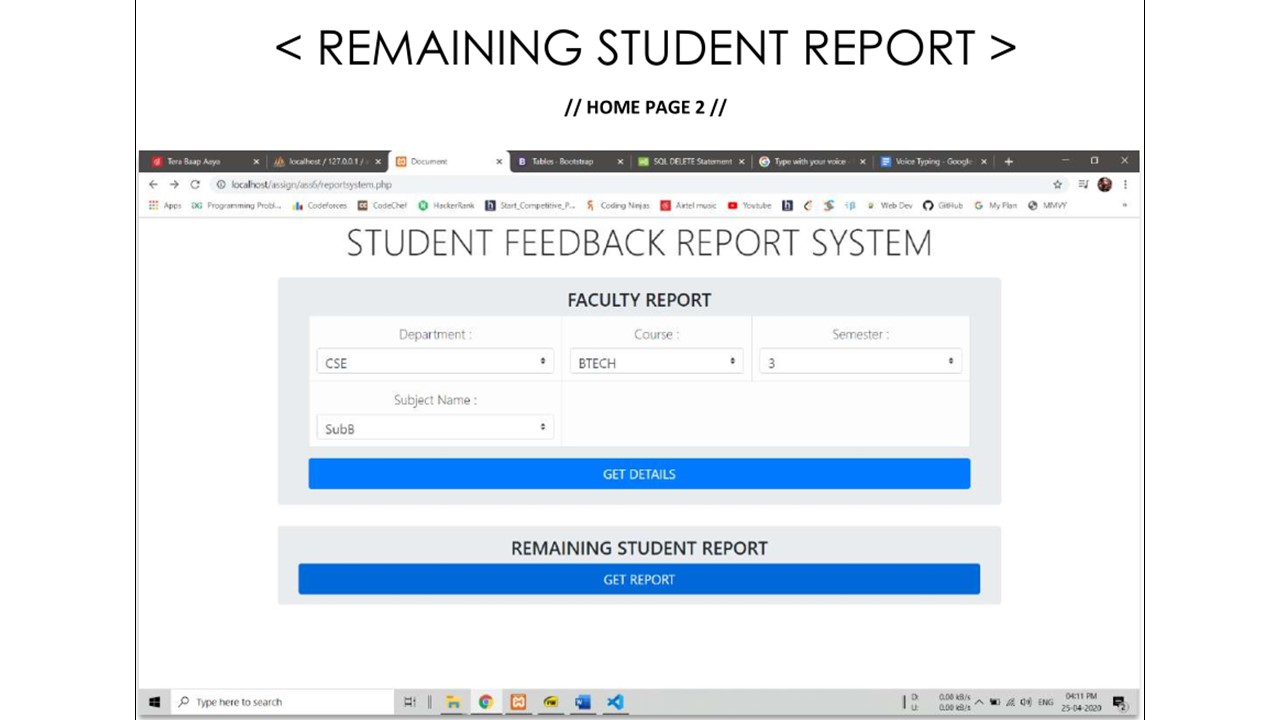 < REMAINING STUDENT REPORT >
// HOME PAGE 2 //
Tera Baap Aaya localhost / 127.0.0.1 / Document Tables · Bootstrap SQL DELETE Statement Type with your voice - Voice Typing - Google
localhost/assign/ass6/reportsystem.php
Apps Programming Probl... Codeforces CodeChef HackerRank Start_Competitive_P... Coding Ninjas Airtel music Youtube Web Dev GitHub My Plan MMVY »
STUDENT FEEDBACK REPORT SYSTEM
FACULTY REPORT
Department : Course : Semester :
CSE BTECH 3
Subject Name :
SubB
GET DETAILS
REMAINING STUDENT REPORT
GET REPORT
Type here to search D: 0.00 kB/s ENG 04:11 PM
U: 0.00 kB/s 25-04-2020 2